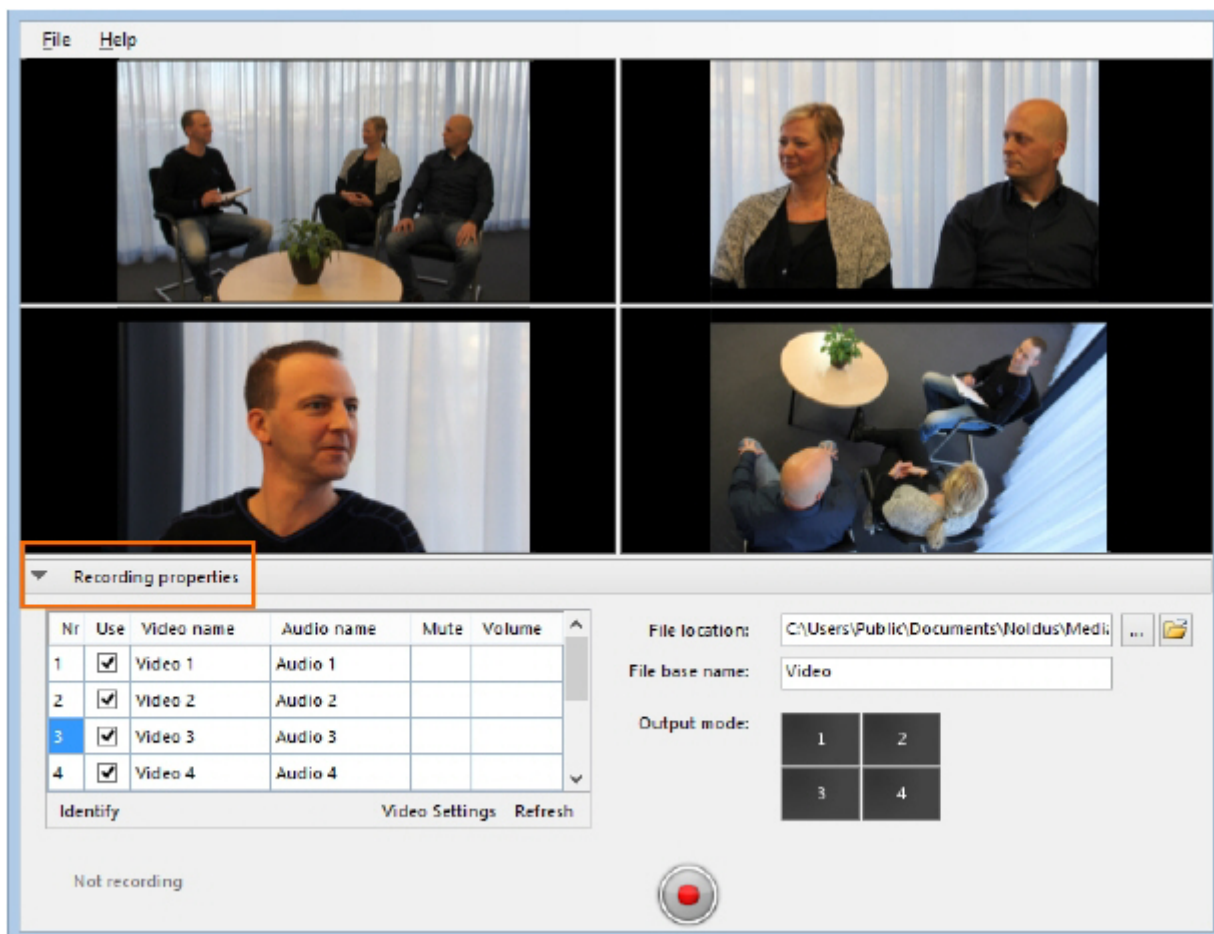 File Help
Recording properties
Nr Use Video name Audio name Mute Volume
1 Video 1 Audio 1
2 Video 2 Audio 2
3 Video 3 Audio 3
4 Video 4 Audio 4
Identify Video Settings Refresh
File location: C:\Users\Public\Documents\Noldus\Media ...
File base name: Video
Output mode:
1 2
3 4
Not recording